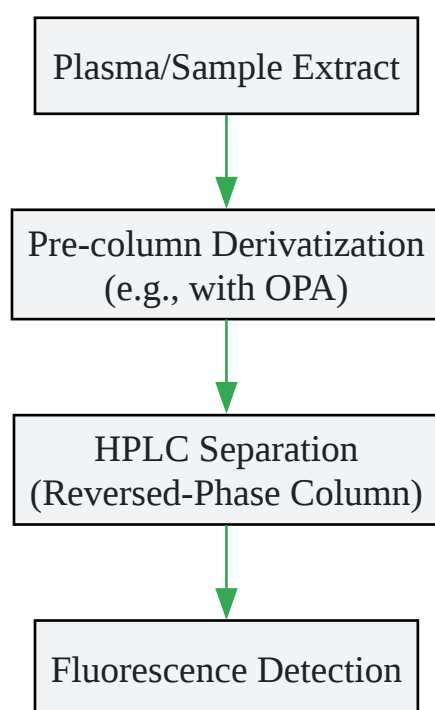 Plasma/Sample Extract
Pre-column Derivatization
(e.g., with OPA)
HPLC Separation
(Reversed-Phase Column)
Fluorescence Detection